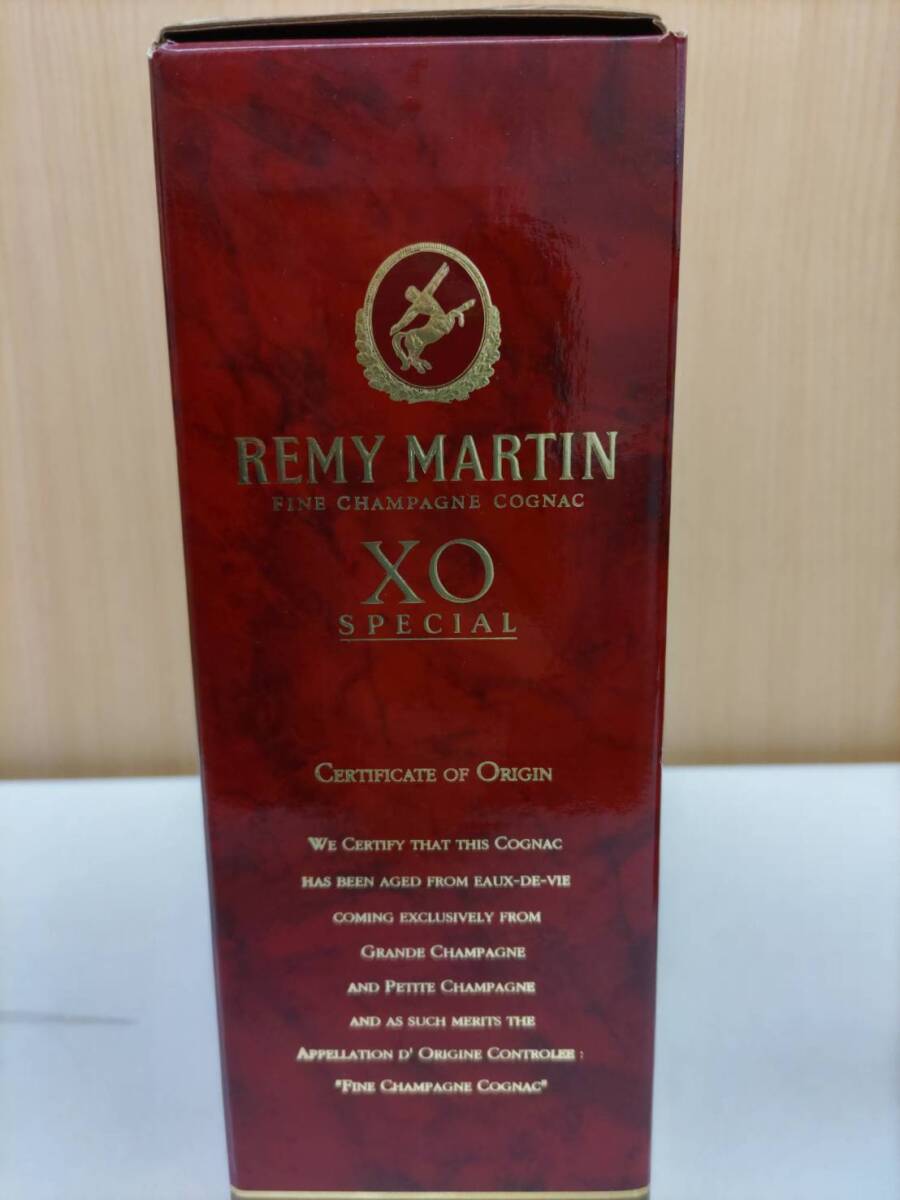 REMY MARTIN
FINE CHAMPAGNE COGNAC
XO
SPECIAL
CERTIFICATE OF ORIGIN
WE CERTIFY THAT THIS COGNAC
HAS BEEN AGED FROM EAUX-DE-VIE
COMING EXCLUSIVELY FROM
GRANDE CHAMPAGNE
AND PETITE CHAMPAGNE
AND AS SUCH MERITS THE
APPELLATION D' ORIGINE CONTROLEE :
"FINE CHAMPAGNE COGNAC"